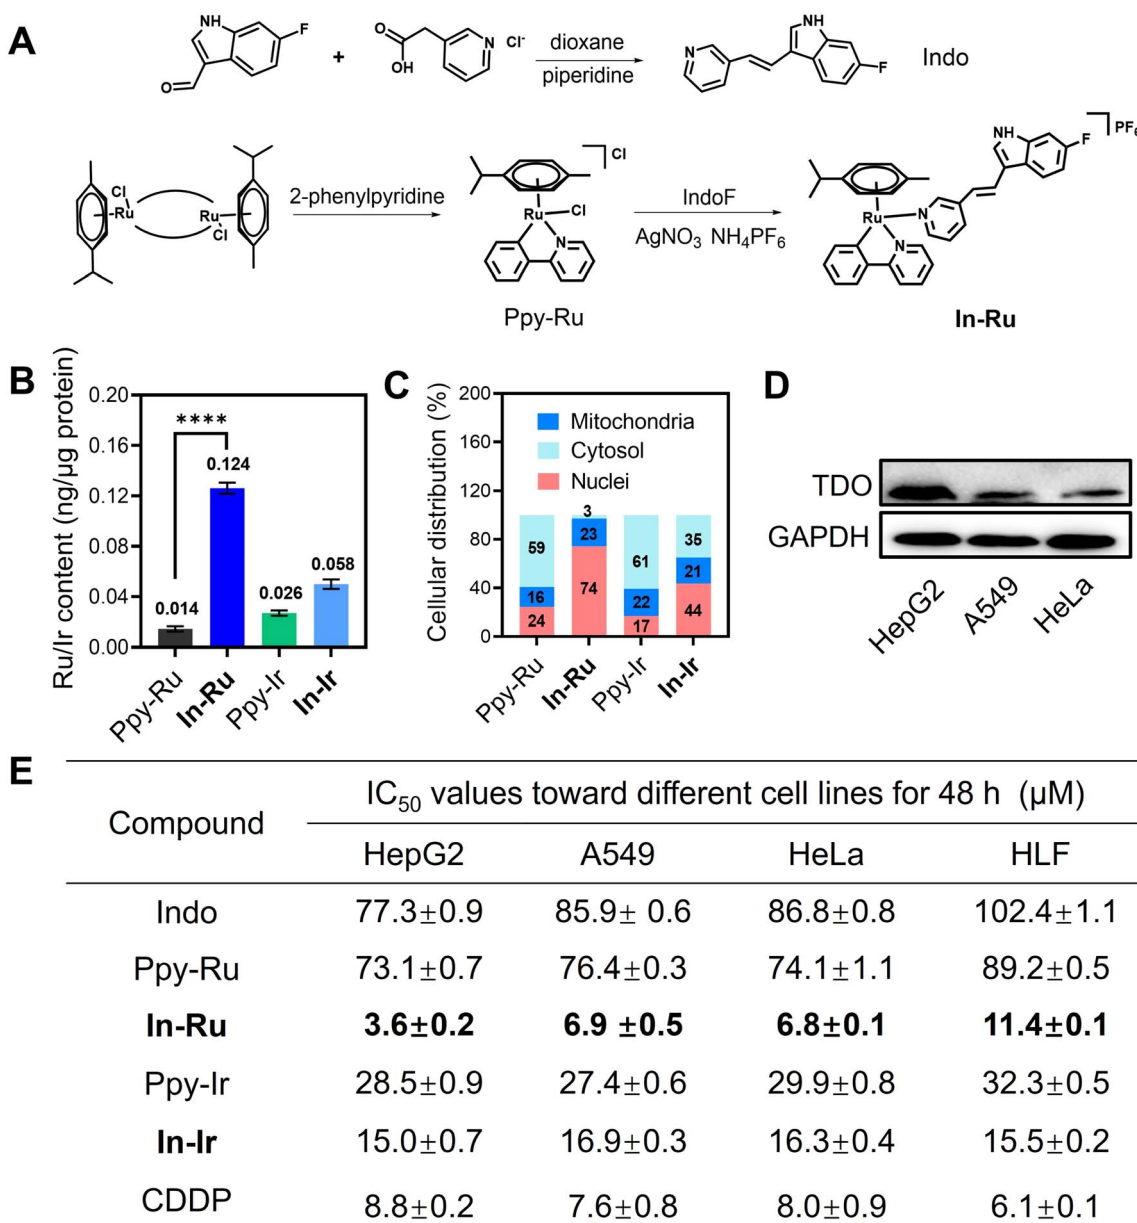 A
NH
F
O
+
O
OH
N
Cl-
dioxane
piperidine
N
NH
F
Indo
Cl
Ru
Ru
Cl
2-phenylpyridine
Cl
Ru
Cl
N
Ppy-Ru
IndoF
AgNO3 NH4PF6
NH
F
PF6
Ru
N
N
In-Ru
B
Ru/Ir content (ng/µg protein)
0.20
0.16
0.12
0.08
0.04
0.00
****
0.014
0.124
0.026
0.058
Ppy-Ru
In-Ru
Ppy-Ir
In-Ir
C
Cellular distribution (%)
200
160
120
80
40
0
Mitochondria
Cytosol
Nuclei
59
16
24
3
23
74
61
22
17
35
21
44
Ppy-Ru
In-Ru
Ppy-Ir
In-Ir
D
TDO
GAPDH
HepG2
A549
HeLa
E
Compound
IC50 values toward different cell lines for 48 h (µM)
HepG2 A549 HeLa HLF
Indo 77.3±0.9 85.9± 0.6 86.8±0.8 102.4±1.1
Ppy-Ru 73.1±0.7 76.4±0.3 74.1±1.1 89.2±0.5
In-Ru 3.6±0.2 6.9 ±0.5 6.8±0.1 11.4±0.1
Ppy-Ir 28.5±0.9 27.4±0.6 29.9±0.8 32.3±0.5
In-Ir 15.0±0.7 16.9±0.3 16.3±0.4 15.5±0.2
CDDP 8.8±0.2 7.6±0.8 8.0±0.9 6.1±0.1